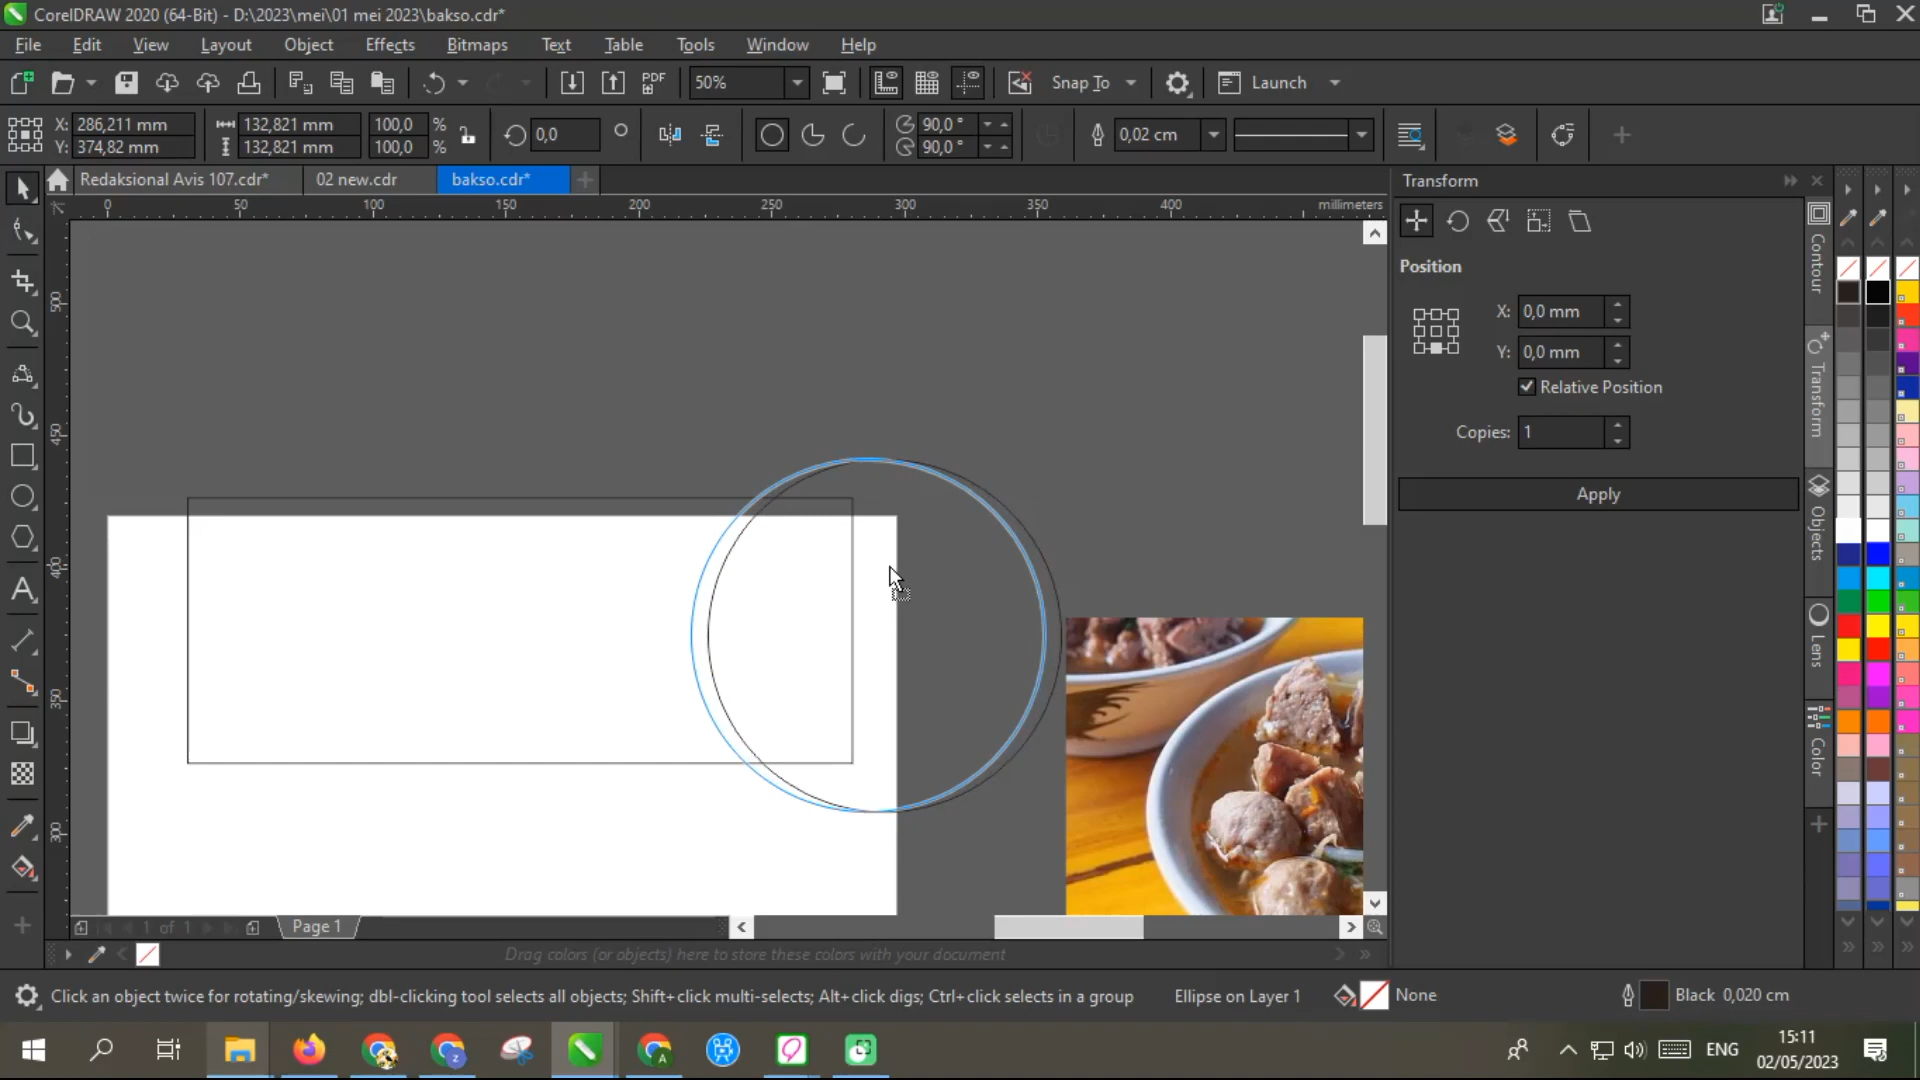 CorelDRAW 2020 (64-Bit) - D:\2023\mei\01 mei 2023\bakso.cdr*
File Edit View Layout Object Effects Bitmaps Text Table Tools Window Help
PDF 50% Snap To Launch
X: 286,211 mm 132,821 mm 100,0 % 0,0 90,0 ° 0,02 cm
Y: 374,82 mm 132,821 mm 100,0 % 90,0 °
Redaksional Avis 107.cdr* 02 new.cdr bakso.cdr*
0 50 100 150 200 250 300 350 400 millimeters
500
450
400
350
300
Transform
Position
X: 0,0 mm
Y: 0,0 mm
Relative Position
Copies: 1
Apply
Contour
Transform
Objects
Lens
Color
1 of 1 Page 1
Drag colors (or objects) here to store these colors with your document
Click an object twice for rotating/skewing; dbl-clicking tool selects all objects; Shift+click multi-selects; Alt+click digs; Ctrl+click selects in a group Ellipse on Layer 1 None Black 0,020 cm
ENG 15:11
02/05/2023